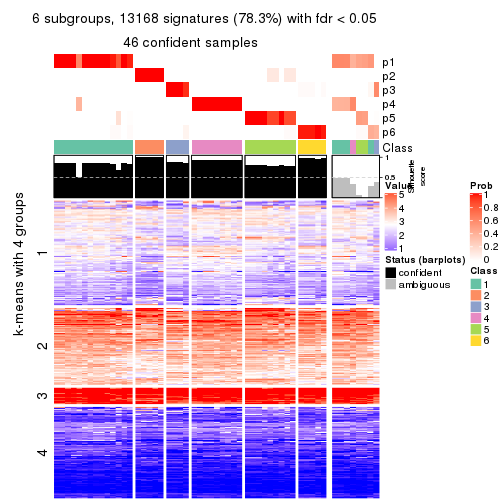 6 subgroups, 13168 signatures (78.3%) with fdr < 0.05
46 confident samples
p1
p2
p3
p4
p5
p6
Class
1
0.5
0
Silhouette
score
k-means with 4 groups
1
2
3
4
Value
5
4
3
2
1
Status (barplots)
confident
ambiguous
Prob
1
0.8
0.6
0.4
0.2
0
Class
1
2
3
4
5
6